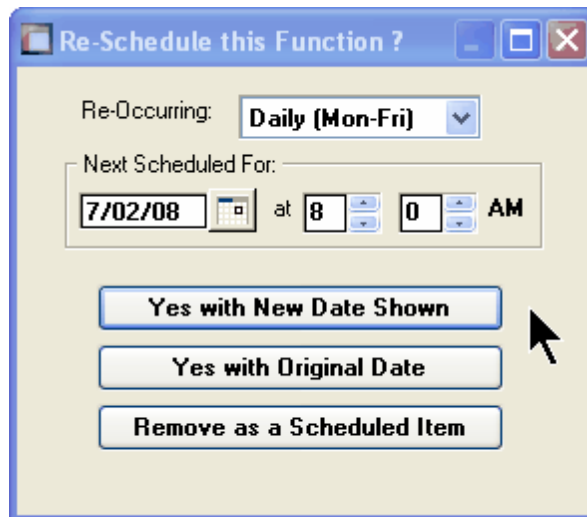 Re-Schedule this Function ?
Re-Occurring: Daily (Mon-Fri)
Next Scheduled For:
7/02/08 at 8 0 AM
Yes with New Date Shown
Yes with Original Date
Remove as a Scheduled Item